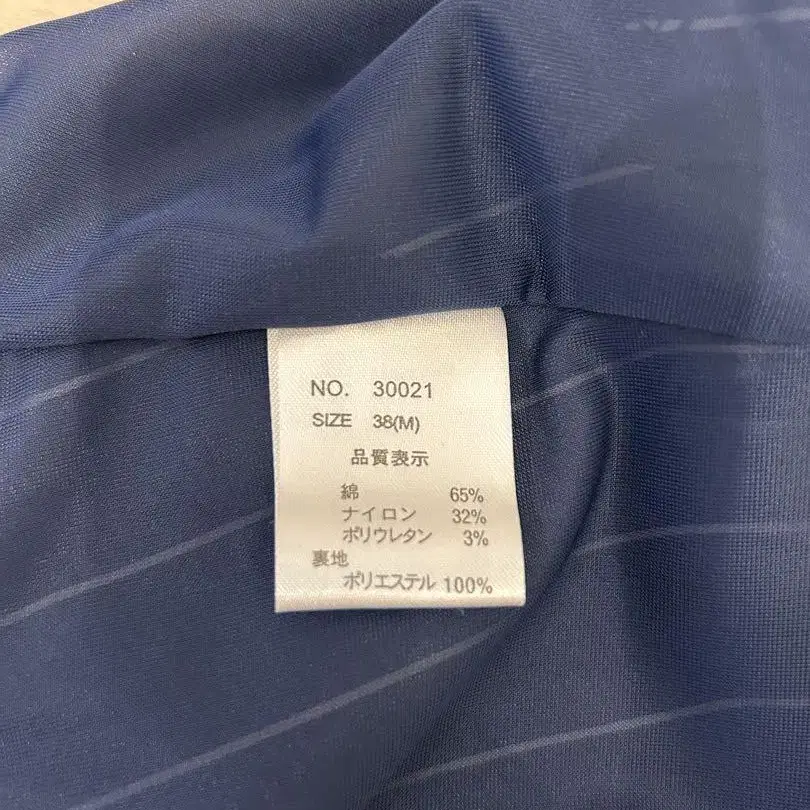 NO. 30021
SIZE 38(M)
品質表示
綿 65%
ナイロン 32%
ポリウレタン 3%
裏地
ポリエステル 100%